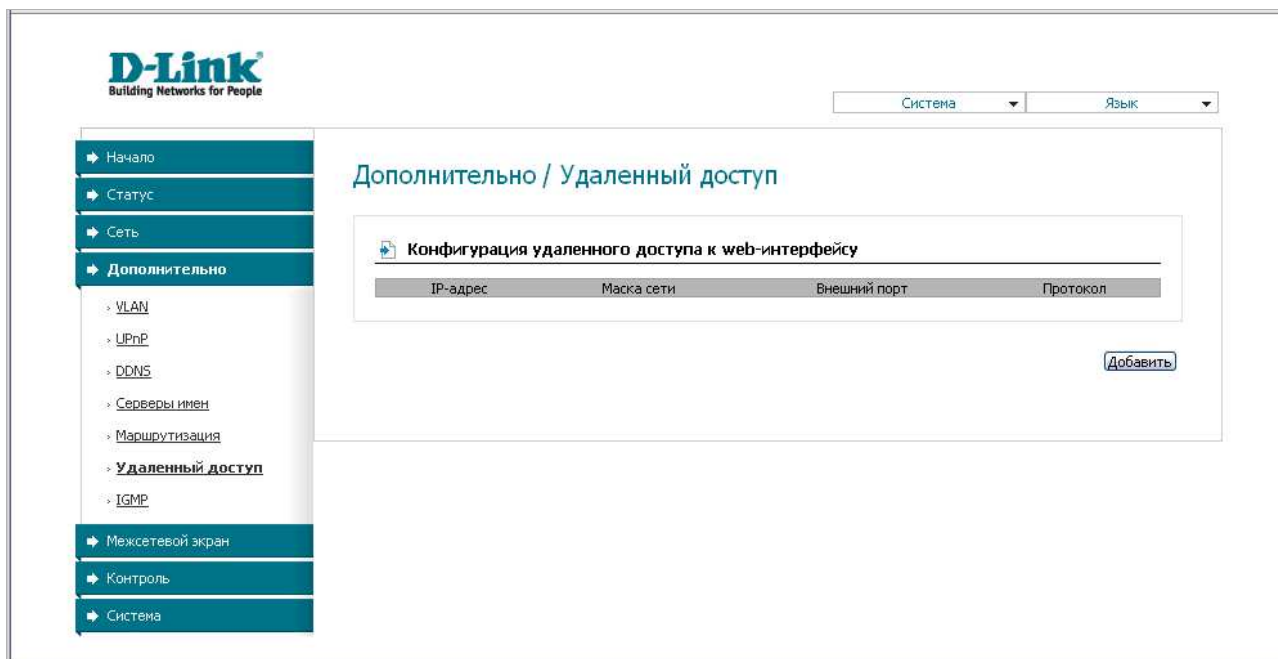 D-Link
Building Networks for People
Система
Язык
Начало
Статус
Сеть
Дополнительно
VLAN
UPnP
DDNS
Серверы имен
Маршрутизация
Удаленный доступ
IGMP
Межсетевой экран
Контроль
Система
Дополнительно / Удаленный доступ
Конфигурация удаленного доступа к web-интерфейсу
IP-адрес Маска сети Внешний порт Протокол
Добавить